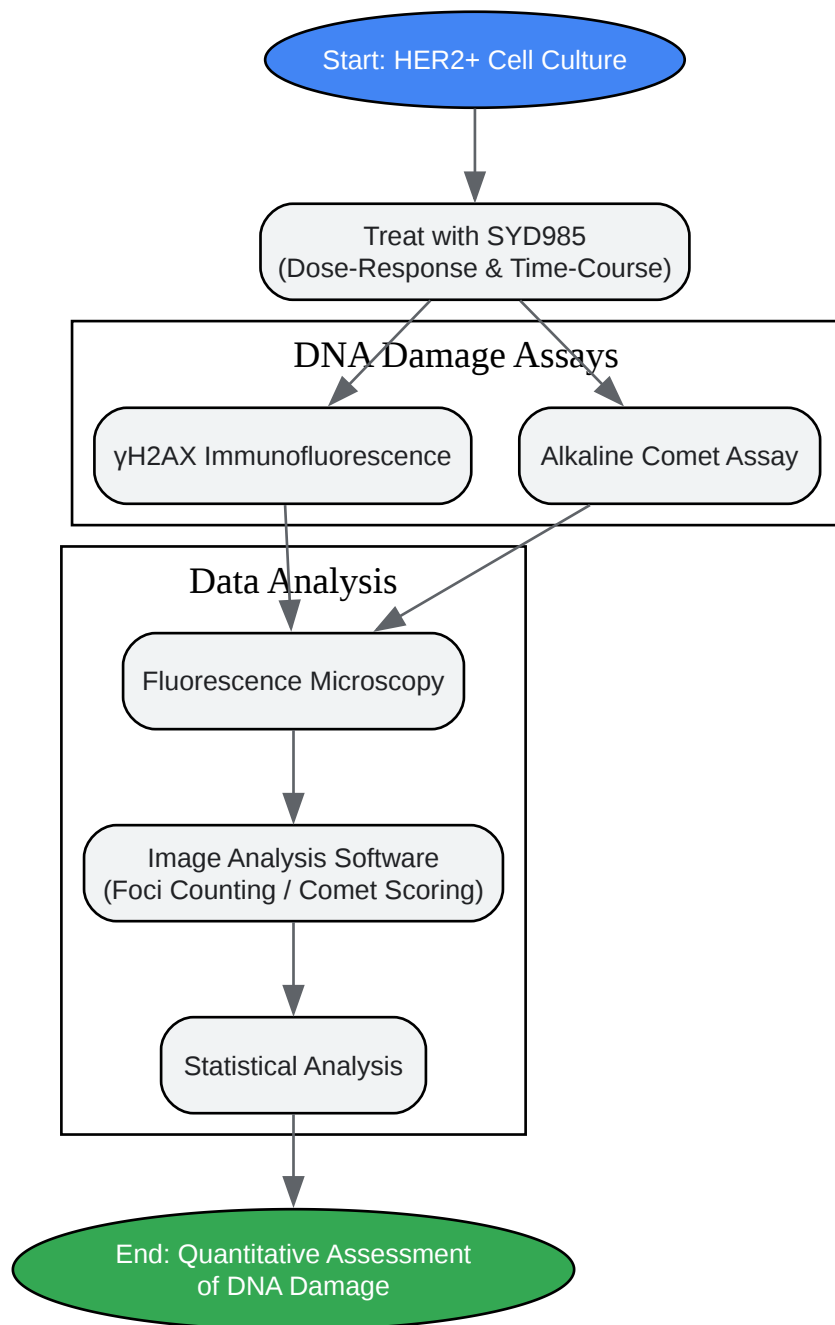 Start: HER2+ Cell Culture
Treat with SYD985
(Dose-Response & Time-Course)
DNA Damage Assays
γH2AX Immunofluorescence
Alkaline Comet Assay
Data Analysis
Fluorescence Microscopy
Image Analysis Software
(Foci Counting / Comet Scoring)
Statistical Analysis
End: Quantitative Assessment
of DNA Damage